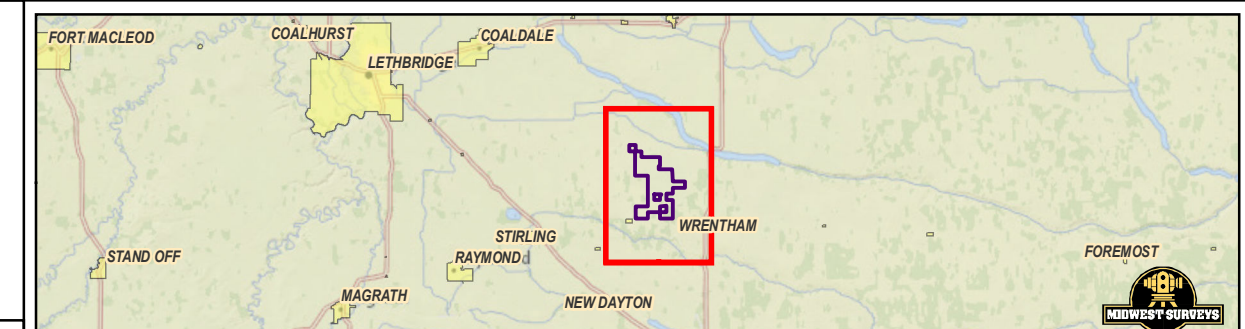 FORT MACLEOD
COALHURST
COALDALE
LETHBRIDGE
WRENTHAM
STIRLING
STAND OFF
RAYMOND
FOREMOST
MAGRATH
NEW DAYTON
MIDWEST SURVEYS